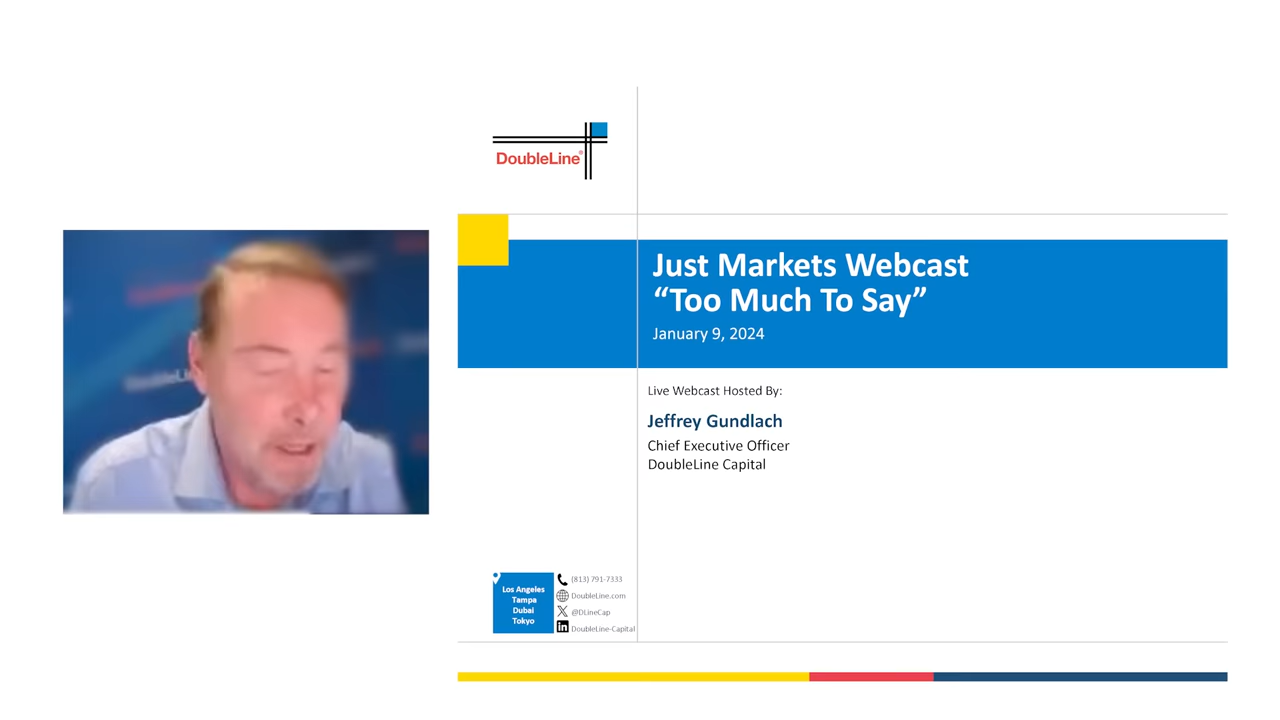 DoubleLine®
Just Markets Webcast
“Too Much To Say”
January 9, 2024
Live Webcast Hosted By:
Jeffrey Gundlach
Chief Executive Officer
DoubleLine Capital
Los Angeles
Tampa
Dubai
Tokyo
(813) 791-7333
DoubleLine.com
@DLineCap
DoubleLine-Capital